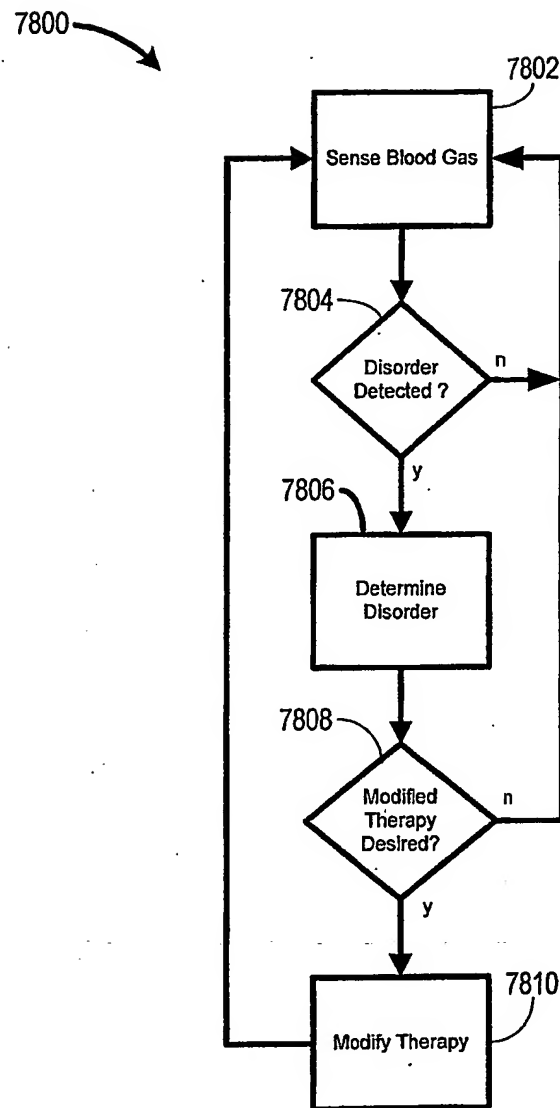 7800
7802
Sense Blood Gas
7804
Disorder
Detected ?
n
y
7806
Determine
Disorder
7808
Modified
Therapy
Desired?
n
y
7810
Modify Therapy